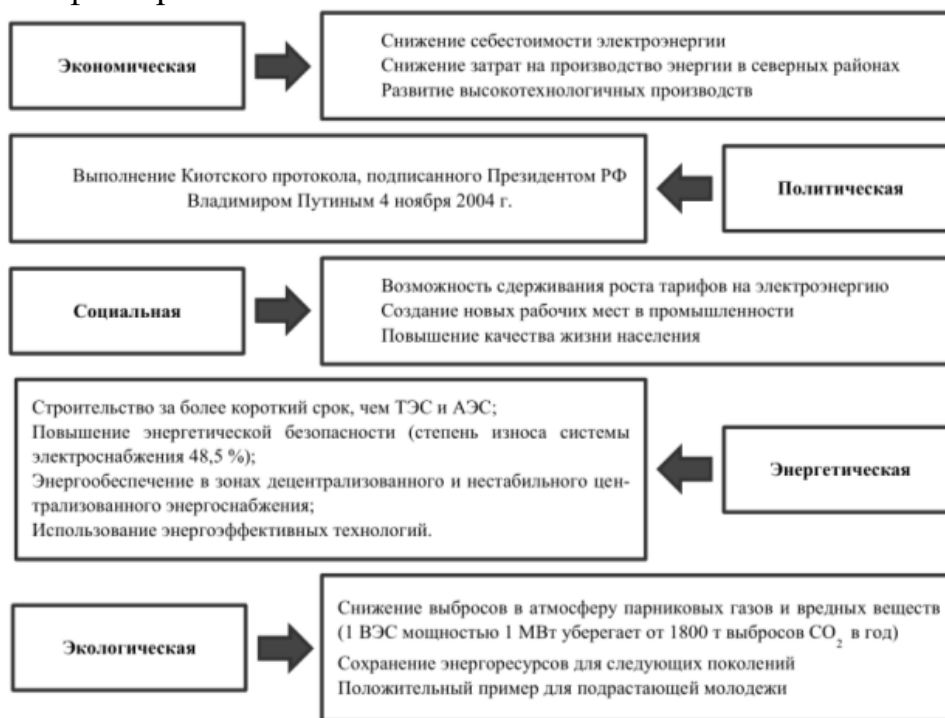 Экономическая
Снижение себестоимости электроэнергии
Снижение затрат на производство энергии в северных районах
Развитие высокотехнологичных производств
Выполнение Киотского протокола, подписанного Президентом РФ
Владимиром Путиным 4 ноября 2004 г.
Политическая
Социальная
Возможность сдерживания роста тарифов на электроэнергию
Создание новых рабочих мест в промышленности
Повышение качества жизни населения
Строительство за более короткий срок, чем ТЭС и АЭС;
Повышение энергетической безопасности (степень износа системы
электроснабжения 48,5 %);
Энергообеспечение в зонах децентрализованного и нестабильного цен-
трализованного энергоснабжения;
Использование энергоэффективных технологий.
Энергетическая
Экологическая
Снижение выбросов в атмосферу парниковых газов и вредных веществ
(1 ВЭС мощностью 1 МВт уберегает от 1800 т выбросов CO₂ в год)
Сохранение энергоресурсов для следующих поколений
Положительный пример для подрастающей молодежи